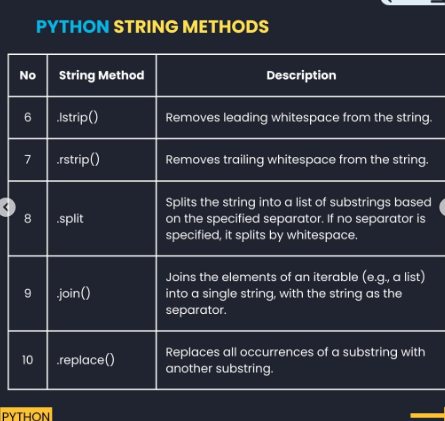 PYTHON STRING METHODS
No String Method Description
6 .lstrip() Removes leading whitespace from the string.
7 .rstrip() Removes trailing whitespace from the string.
8 .split Splits the string into a list of substrings based
on the specified separator. If no separator is
specified, it splits by whitespace.
9 .join() Joins the elements of an iterable (e.g., a list)
into a single string, with the string as the
separator.
10 .replace() Replaces all occurrences of a substring with
another substring.
PYTHON